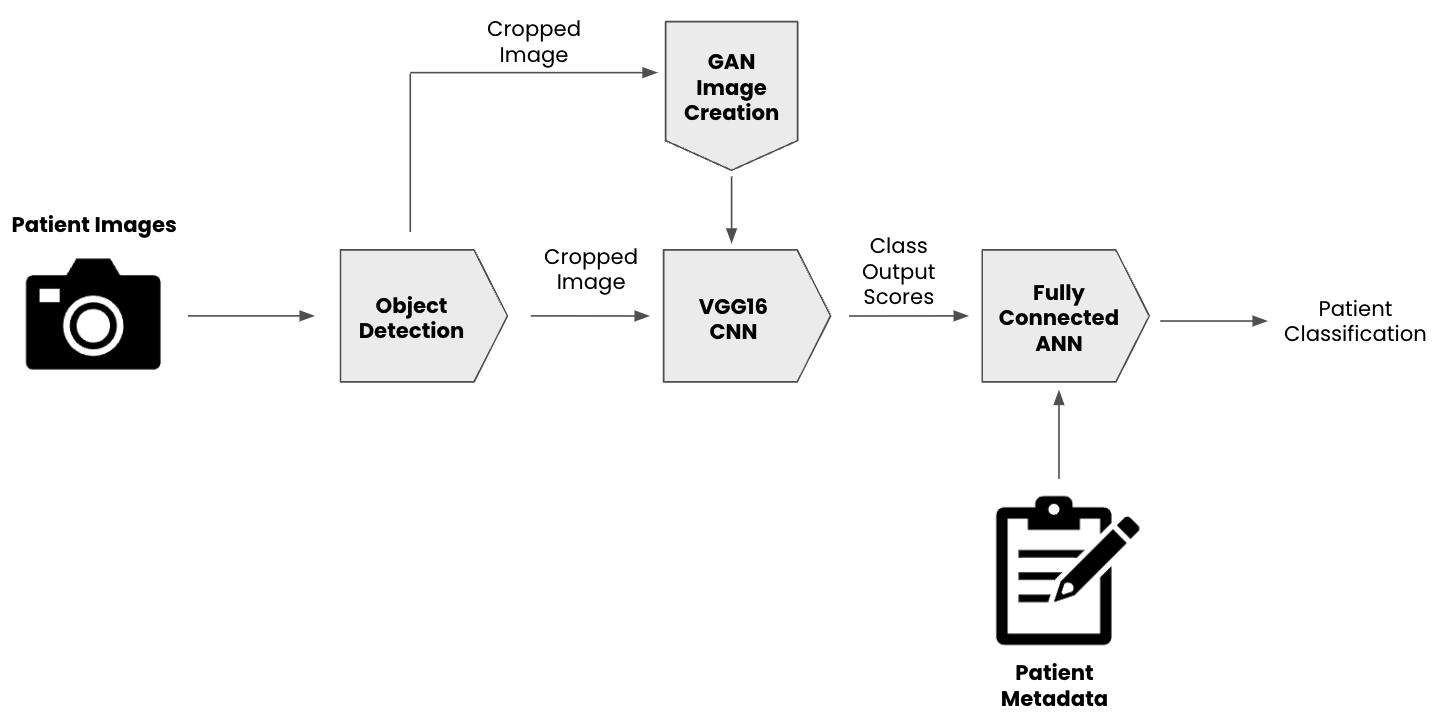 Cropped
Image
GAN
Image
Creation
Patient Images
Object
Detection
Cropped
Image
VGG16
CNN
Class
Output
Scores
Fully
Connected
ANN
Patient
Classification
Patient
Metadata